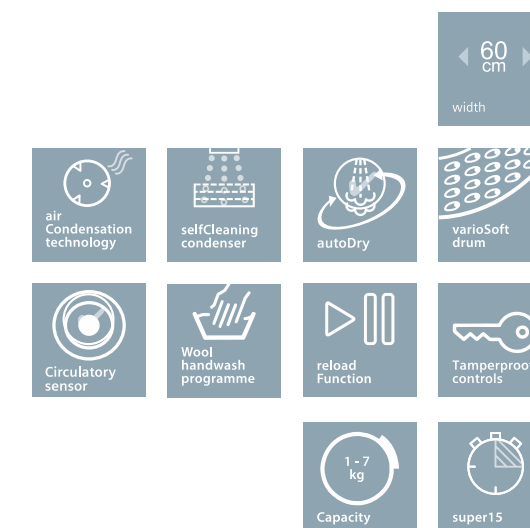 60
cm
width
air
Condensation
technology
selfCleaning
condenser
autoDry
varioSoft
drum
Circulatory
sensor
Wool
handwash
programme
reload
Function
Tamperproof
controls
1 - 7
kg
Capacity
super15